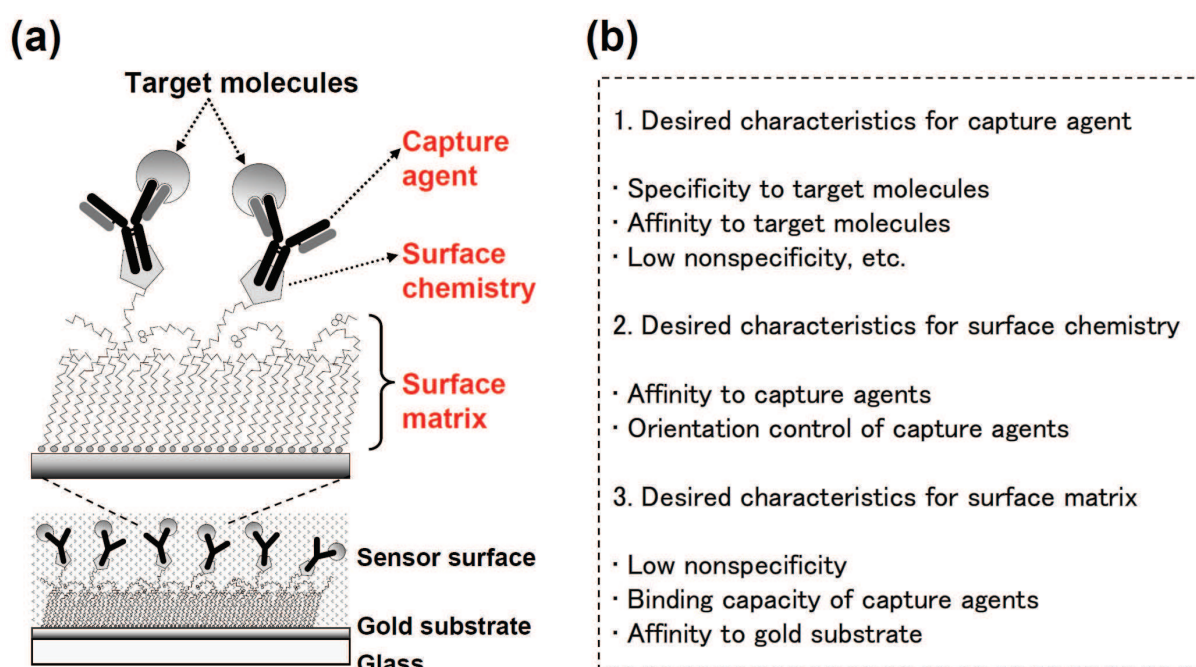 (a)
Target molecules
Capture
agent
Surface
chemistry
Surface
matrix
Sensor surface
Gold substrate
Glass
(b)
1. Desired characteristics for capture agent
・Specificity to target molecules
・Affinity to target molecules
・Low nonspecificity, etc.
2. Desired characteristics for surface chemistry
・Affinity to capture agents
・Orientation control of capture agents
3. Desired characteristics for surface matrix
・Low nonspecificity
・Binding capacity of capture agents
・Affinity to gold substrate